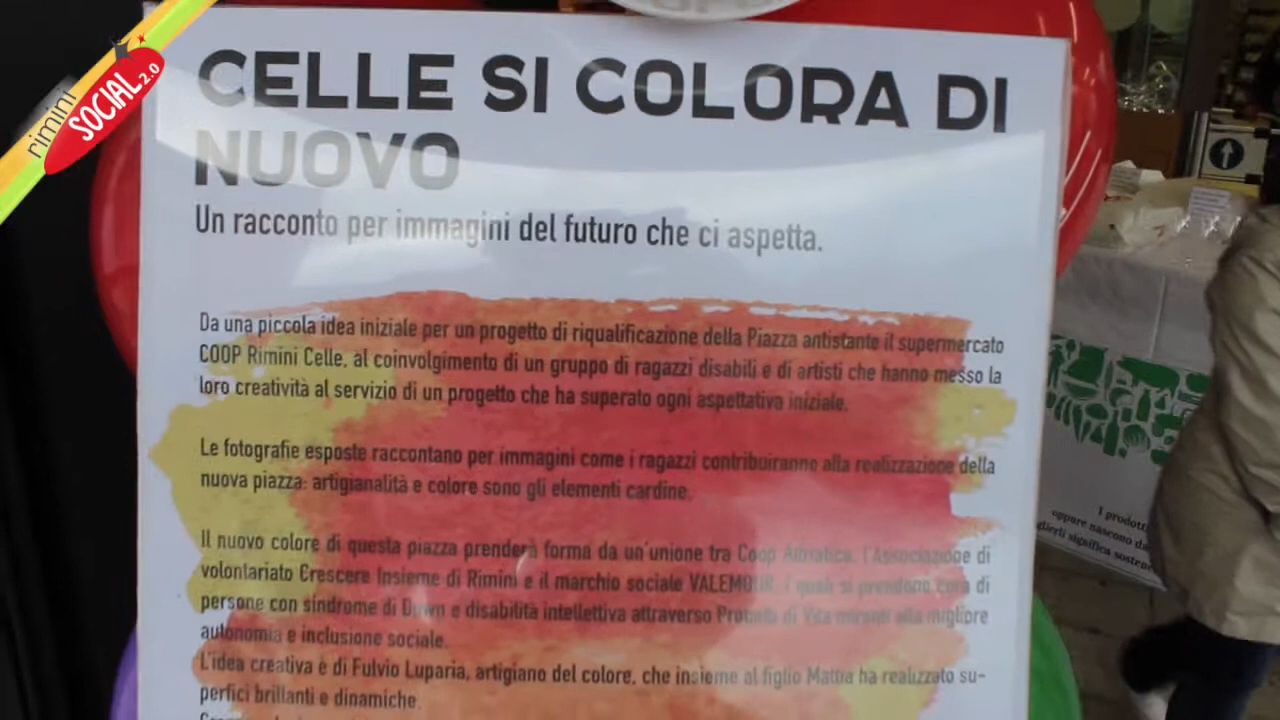 rimini
SOCIAL 2.0
CELLE SI COLORA DI
NUOVO
Un racconto per immagini del futuro che ci aspetta.
Da una piccola idea iniziale per un progetto di riqualificazione della Piazza antistante il supermercato
COOP Rimini Celle, al coinvolgimento di un gruppo di ragazzi disabili e di artisti che hanno messo la
loro creatività al servizio di un progetto che ha superato ogni aspettativa iniziale.
Le fotografie esposte raccontano per immagini come i ragazzi contribuiranno alla realizzazione della
nuova piazza: artigianalità e colore sono gli elementi cardine.
Il nuovo colore di questa piazza prenderà forma da un'unione tra Coop Adriatica, l'Associazione di
volontariato Crescere Insieme di Rimini e il marchio sociale VALEMOUR, i quali si prendono cura di
persone con sindrome di Down e disabilità intellettiva attraverso Progetti di Vita miranti alla migliore
autonomia e inclusione sociale.
L'idea creativa è di Fulvio Luparia, artigiano del colore, che insieme al figlio Mattia ha realizzato su-
perfici brillanti e dinamiche.
I prodotti
oppure nascono da
significa sostene